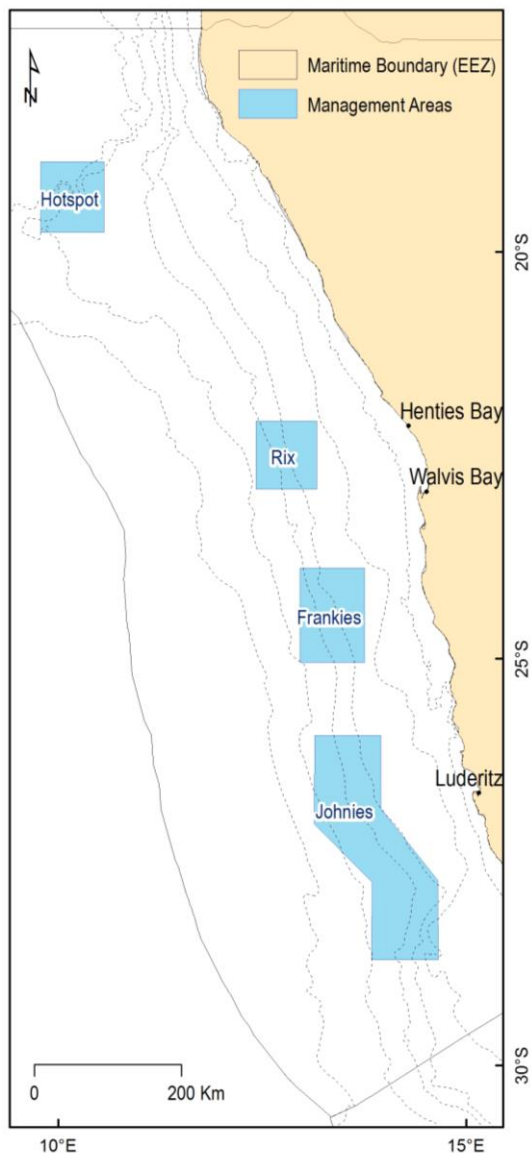 N
Maritime Boundary (EEZ)
Management Areas
Hotspot
20°S
Henties Bay
Rix
Walvis Bay
Frankies
25°S
Luderitz
Johnies
30°S
0 200 Km
10°E 15°E